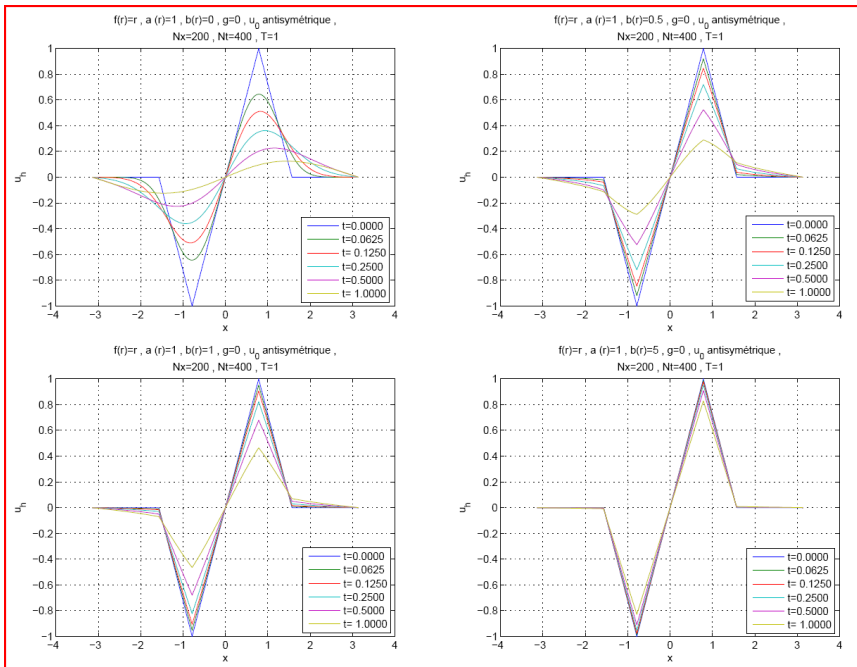 f(r)=r , a (r)=1 , b(r)=0 , g=0 , u0 antisymétrique ,
Nx=200 , Nt=400 , T=1
1
0.8
0.6
0.4
0.2
0
−0.2
−0.4
−0.6
−0.8
−1
uh
−4 −3 −2 −1 0 1 2 3 4
x
t=0.0000
t=0.0625
t= 0.1250
t=0.2500
t=0.5000
t= 1.0000
f(r)=r , a (r)=1 , b(r)=0.5 , g=0 , u0 antisymétrique ,
Nx=200 , Nt=400 , T=1
1
0.8
0.6
0.4
0.2
0
−0.2
−0.4
−0.6
−0.8
−1
uh
−4 −3 −2 −1 0 1 2 3 4
x
t=0.0000
t=0.0625
t= 0.1250
t=0.2500
t=0.5000
t= 1.0000
f(r)=r , a (r)=1 , b(r)=1 , g=0 , u0 antisymétrique ,
Nx=200 , Nt=400 , T=1
1
0.8
0.6
0.4
0.2
0
−0.2
−0.4
−0.6
−0.8
−1
uh
−4 −3 −2 −1 0 1 2 3 4
x
t=0.0000
t=0.0625
t= 0.1250
t=0.2500
t=0.5000
t= 1.0000
f(r)=r , a (r)=1 , b(r)=5 , g=0 , u0 antisymétrique ,
Nx=200 , Nt=400 , T=1
1
0.8
0.6
0.4
0.2
0
−0.2
−0.4
−0.6
−0.8
−1
uh
−4 −3 −2 −1 0 1 2 3 4
x
t=0.0000
t=0.0625
t= 0.1250
t=0.2500
t=0.5000
t= 1.0000